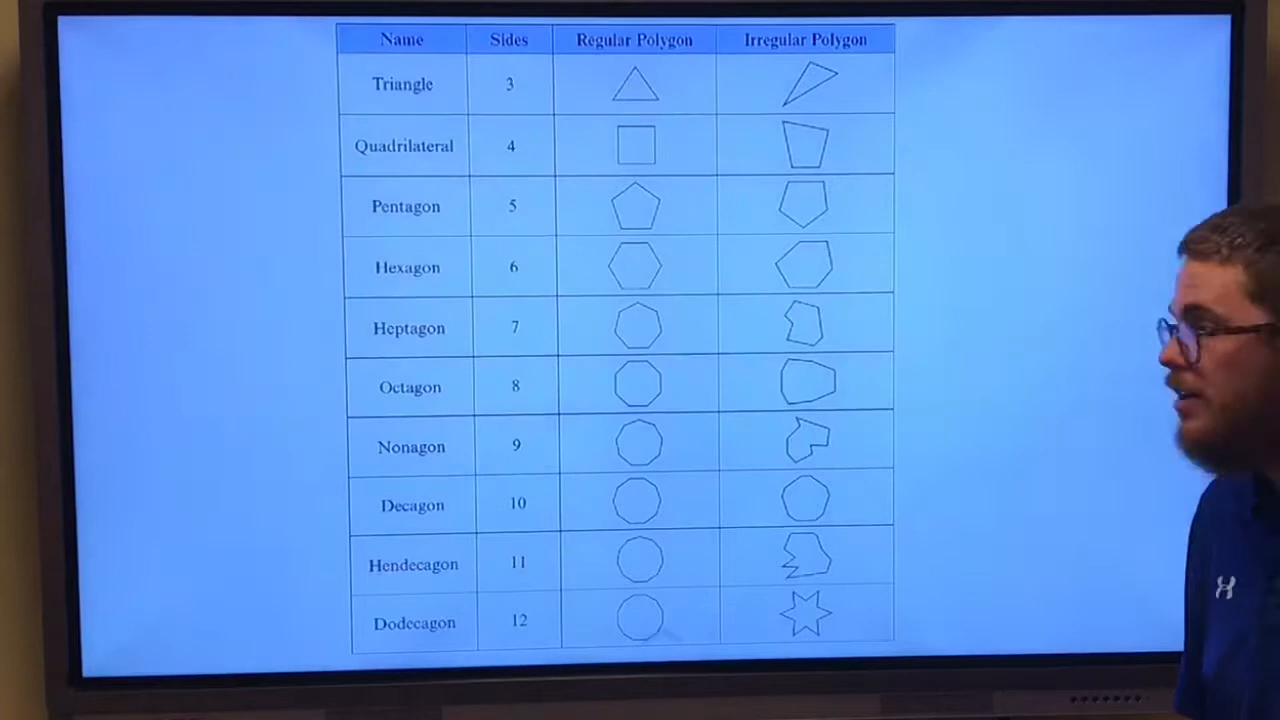 Name Sides Regular Polygon Irregular Polygon
Triangle 3
Quadrilateral 4
Pentagon 5
Hexagon 6
Heptagon 7
Octagon 8
Nonagon 9
Decagon 10
Hendecagon 11
Dodecagon 12